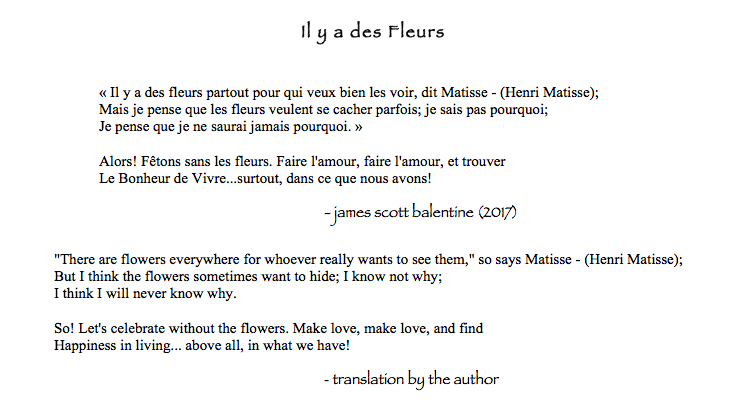 Il y a des Fleurs
« Il y a des fleurs partout pour qui veux bien les voir, dit Matisse - (Henri Matisse);
Mais je pense que les fleurs veulent se cacher parfois; je sais pas pourquoi;
Je pense que je ne saurai jamais pourquoi. »
Alors! Fêtons sans les fleurs. Faire l'amour, faire l'amour, et trouver
Le Bonheur de Vivre...surtout, dans ce que nous avons!
- james scott balentine (2017)
"There are flowers everywhere for whoever really wants to see them," so says Matisse - (Henri Matisse);
But I think the flowers sometimes want to hide; I know not why;
I think I will never know why.
So! Let's celebrate without the flowers. Make love, make love, and find
Happiness in living... above all, in what we have!
- translation by the author